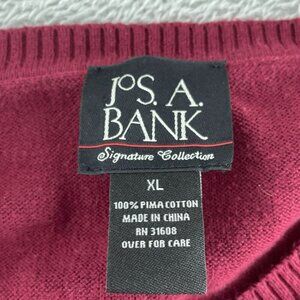 JOS. A.
BANK
Signature Collection
XL
100% PIMA COTTON
MADE IN CHINA
RN 31608
OVER FOR CARE